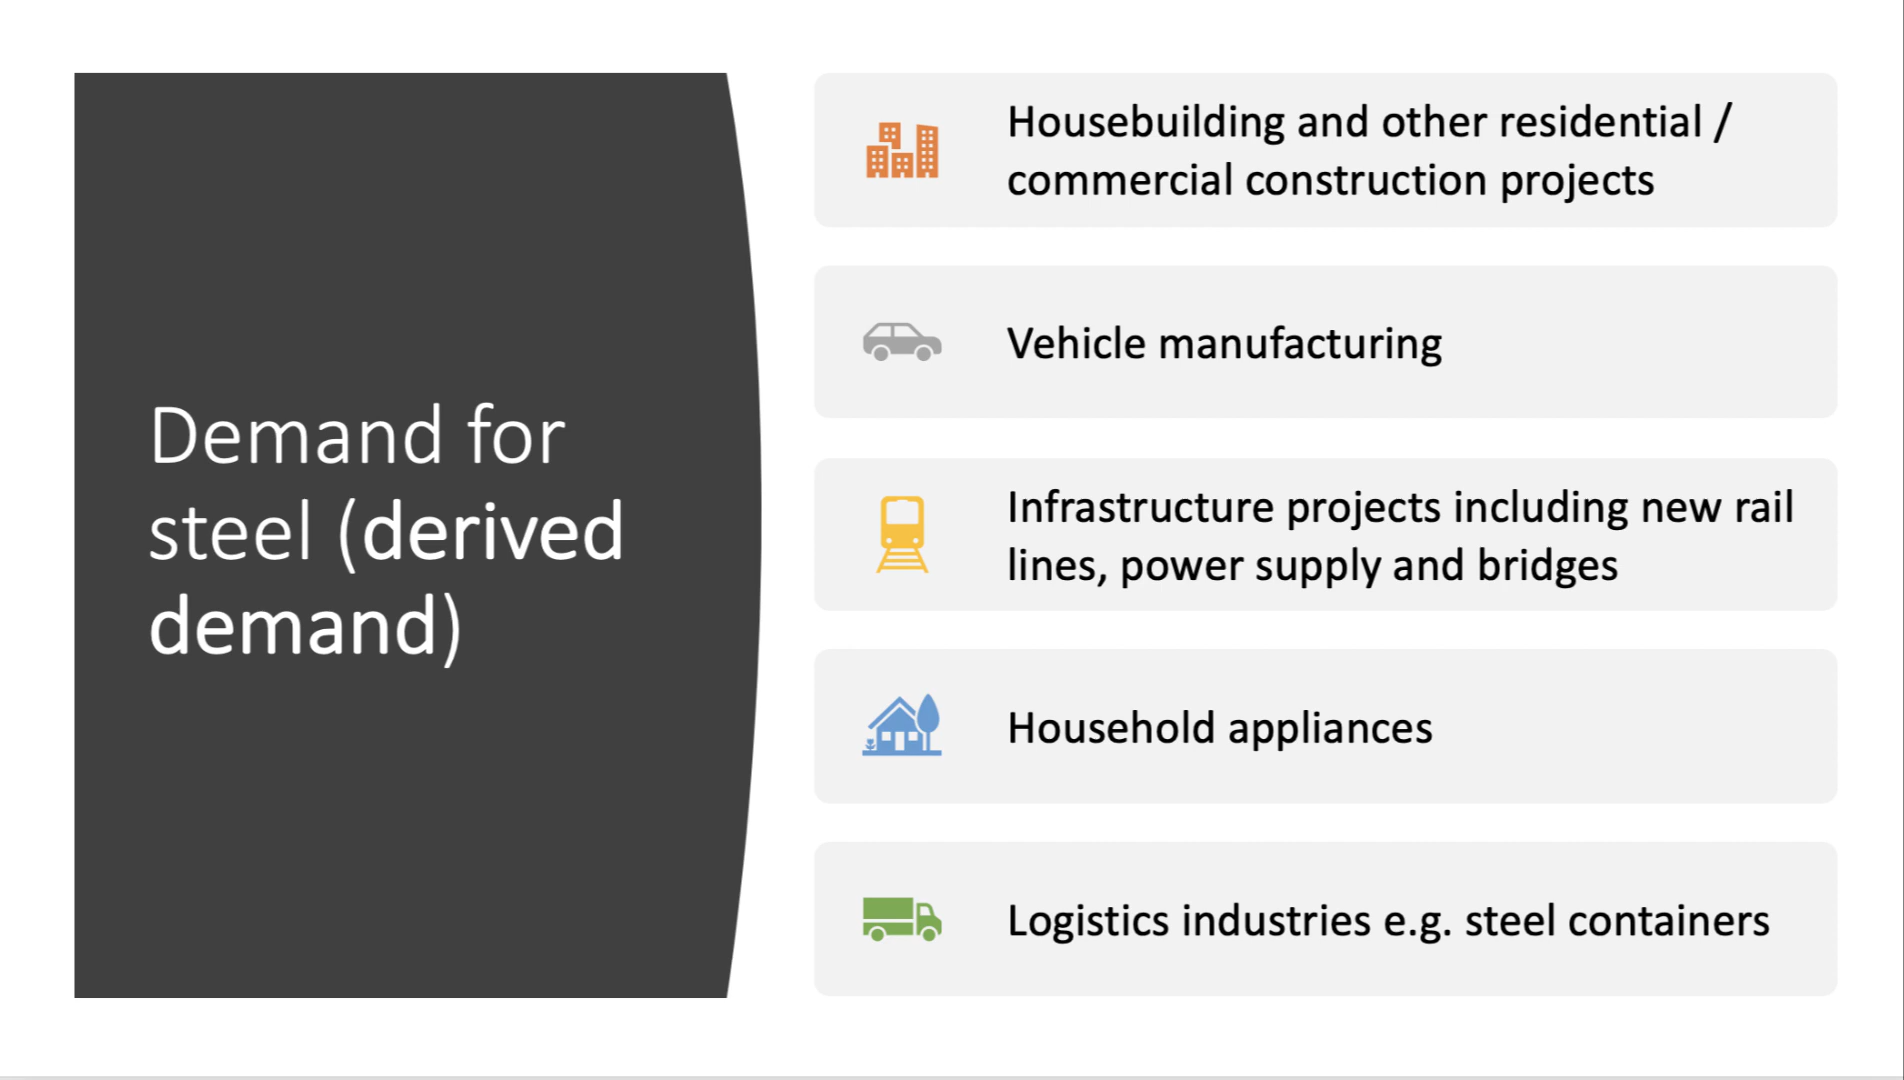 Demand for
steel (derived
demand)
Housebuilding and other residential /
commercial construction projects
Vehicle manufacturing
Infrastructure projects including new rail
lines, power supply and bridges
Household appliances
Logistics industries e.g. steel containers